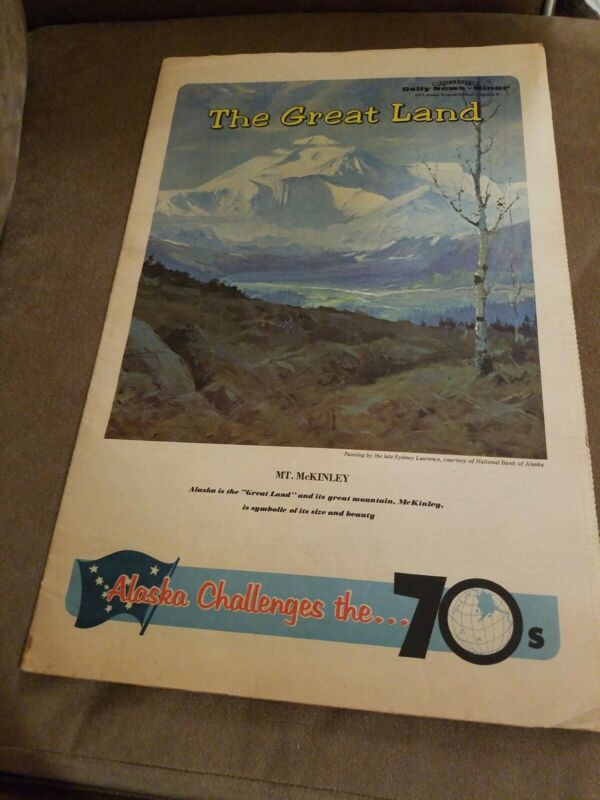 FAIRBANKS
Daily News - Miner
The Great Land
Painting by the late Sydney Laurence, courtesy of National Bank of Alaska
MT. McKINLEY
Alaska is the "Great Land" and its great mountain, McKinley,
is symbolic of its size and beauty
Alaska Challenges the... 70s